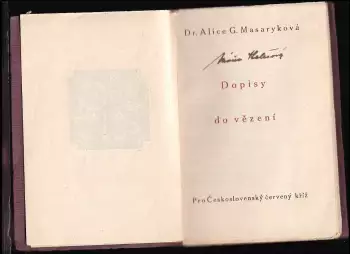 Dr. Alice G. Masaryková
Dopisy
do vězení
Pro Československý červený kříž